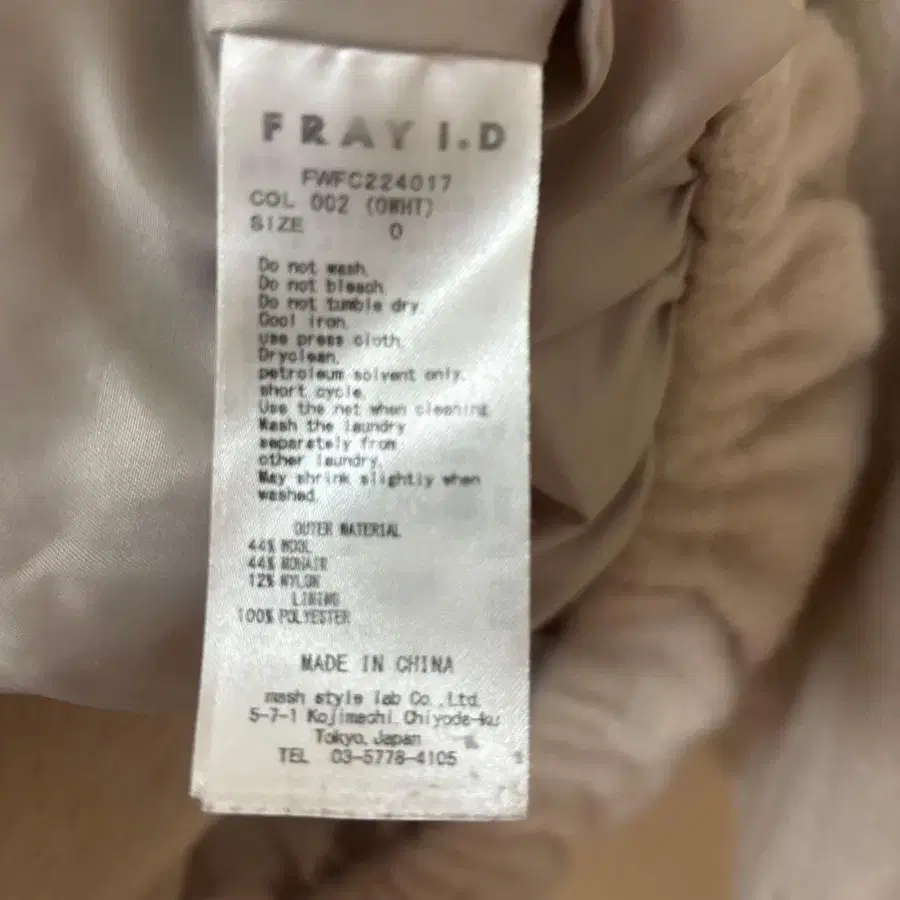 FRAY I.D
FWFC224017
COL 002 (OWHT)
SIZE 0
Do not wash.
Do not bleach.
Do not tumble dry.
Cool iron.
use press cloth.
Dryclean.
petroleum solvent only.
short cycle.
Use the net when cleaning.
Wash the laundry
separately from
other laundry.
May shrink slightly when
washed.
OUTER MATERIAL
44% WOOL
44% MOHAIR
12% NYLON
LINING
100% POLYESTER
MADE IN CHINA
mash style lab Co.,Ltd.
5-7-1 Kojimachi.Chiyoda-ku
Tokyo,Japan
TEL 03-5778-4105